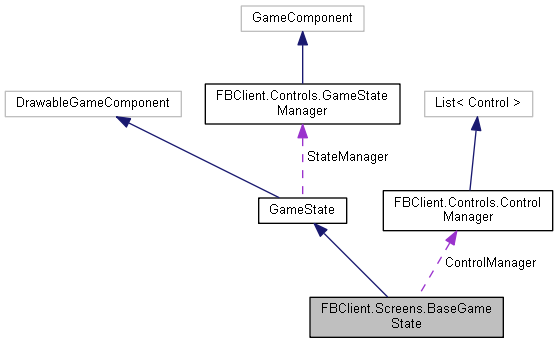 GameComponent
DrawableGameComponent
FBClient.Controls.GameState
Manager
List< Control >
StateManager
GameState
FBClient.Controls.Control
Manager
ControlManager
FBClient.Screens.BaseGame
State